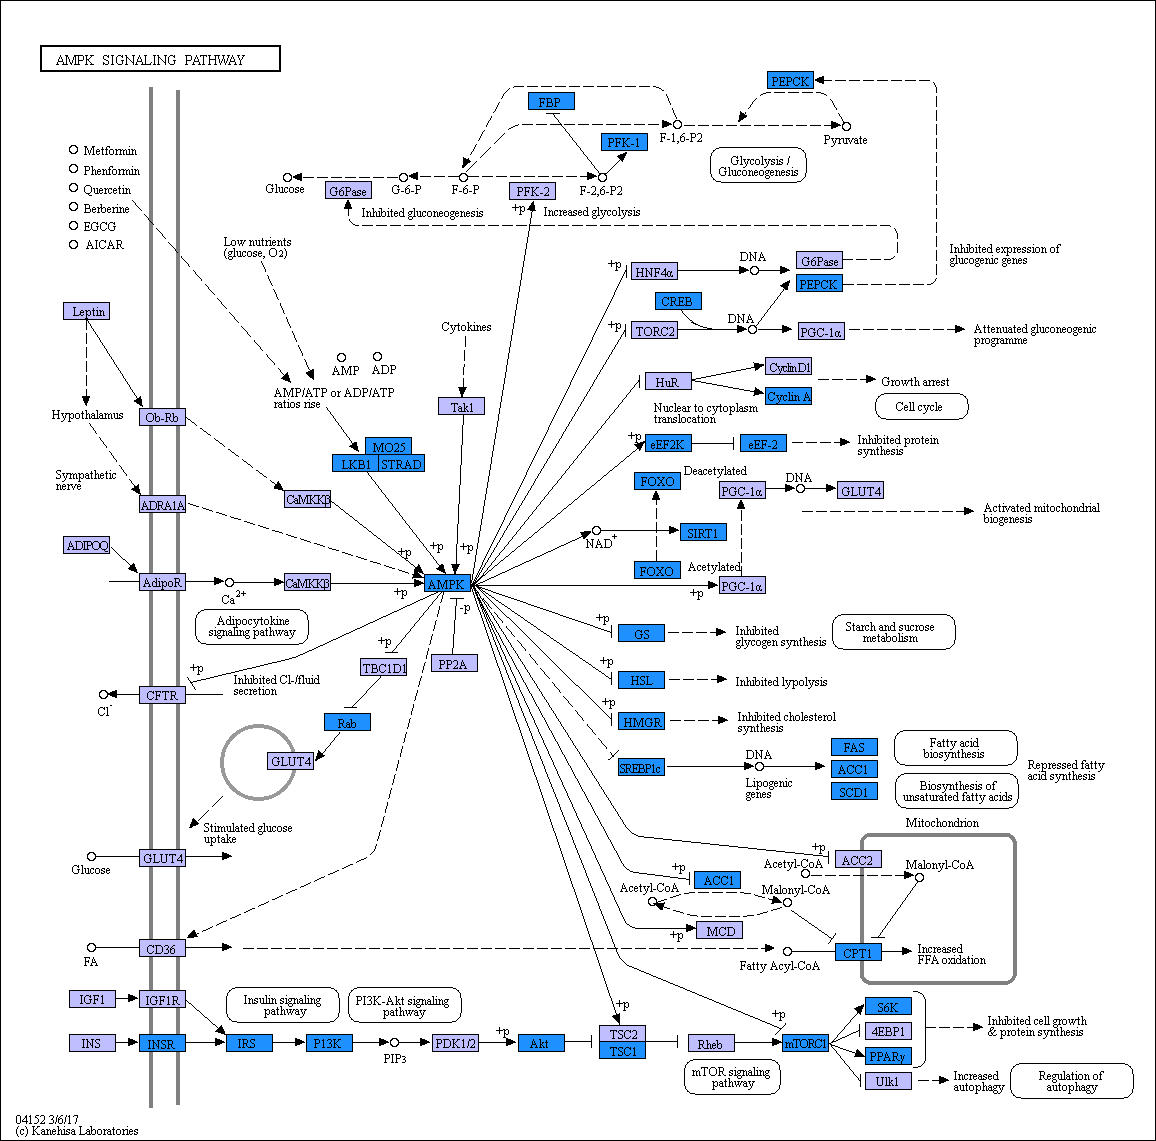 AMPK SIGNALING PATHWAY
Metformin
Phenformin
Quercetin
Berberine
EGCG
AICAR
Low nutrients
(glucose, O2)
AMP
ADP
AMP/ATP or ADP/ATP
ratios rise
Cytokines
Tak1
MO25
LKB1
STRAD
Leptin
Hypothalamus
Ob-Rb
Sympathetic
nerve
ADRA1A
CaMKKβ
ADIPOQ
AdipoR
Ca2+
CaMKKβ
+p
+p
+p
+p
AMPK
-p
PP2A
Adipocytokine
signaling pathway
+p
CFTR
Cl-
Inhibited Cl-/fluid
secretion
+p
TBC1D1
Rab
GLUT4
Stimulated glucose
uptake
Glucose
GLUT4
FA
CD36
FBP
PEPCK
PFK-1
F-1,6-P2
Pyruvate
Glycolysis /
Gluconeogenesis
Glucose
G6Pase
G-6-P
F-6-P
PFK-2
F-2,6-P2
+p
Inhibited gluconeogenesis
Increased glycolysis
Inhibited expression of
glucogenic genes
+p
HNF4α
DNA
G6Pase
PEPCK
CREB
+p
TORC2
DNA
PGC-1α
Attenuated gluconeogenic
programme
HuR
CyclinD1
Cyclin A
Growth arrest
Cell cycle
Nuclear to cytoplasm
translocation
+p
eEF2K
eEF-2
Inhibited protein
synthesis
FOXO
Deacetylated
PGC-1α
DNA
GLUT4
Activated mitochondrial
biogenesis
NAD+
SIRT1
FOXO
Acetylated
PGC-1α
+p
+p
GS
Inhibited
glycogen synthesis
Starch and sucrose
metabolism
+p
HSL
Inhibited lypolysis
+p
HMGR
Inhibited cholesterol
synthesis
SREBP1c
DNA
Lipogenic
genes
FAS
ACC1
SCD1
Fatty acid
biosynthesis
Biosynthesis of
unsaturated fatty acids
Repressed fatty
acid synthesis
Mitochondrion
+p
ACC2
Acetyl-CoA
Malonyl-CoA
+p
ACC1
Acetyl-CoA
Malonyl-CoA
+p
MCD
Fatty Acyl-CoA
CPT1
Increased
FFA oxidation
IGF1
IGF1R
Insulin signaling
pathway
PI3K-Akt signaling
pathway
INS
INSR
IRS
P13K
PIP3
PDK1/2
+p
Akt
+p
TSC2
TSC1
Rheb
+p
mTORC1
mTOR signaling
pathway
S6K
4EBP1
PPARγ
Ulk1
Inhibited cell growth
& protein synthesis
Increased
autophagy
Regulation of
autophagy
04152 3/6/17
(c) Kanehisa Laboratories